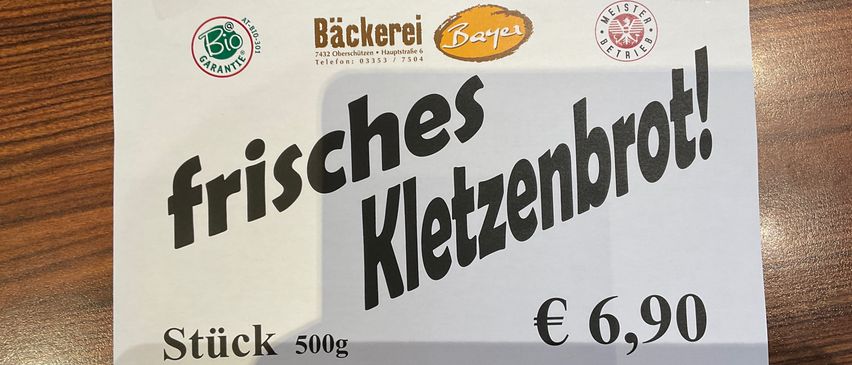 @
Bio
GARANTIE®
AT-BIO-301
Bäckerei
Bayer
7432 Oberschützen • Hauptstraße 6
Telefon: 03353 / 7504
MEISTER
BETRIEB
frisches
Kletzenbrot!
Stück 500g
€ 6,90